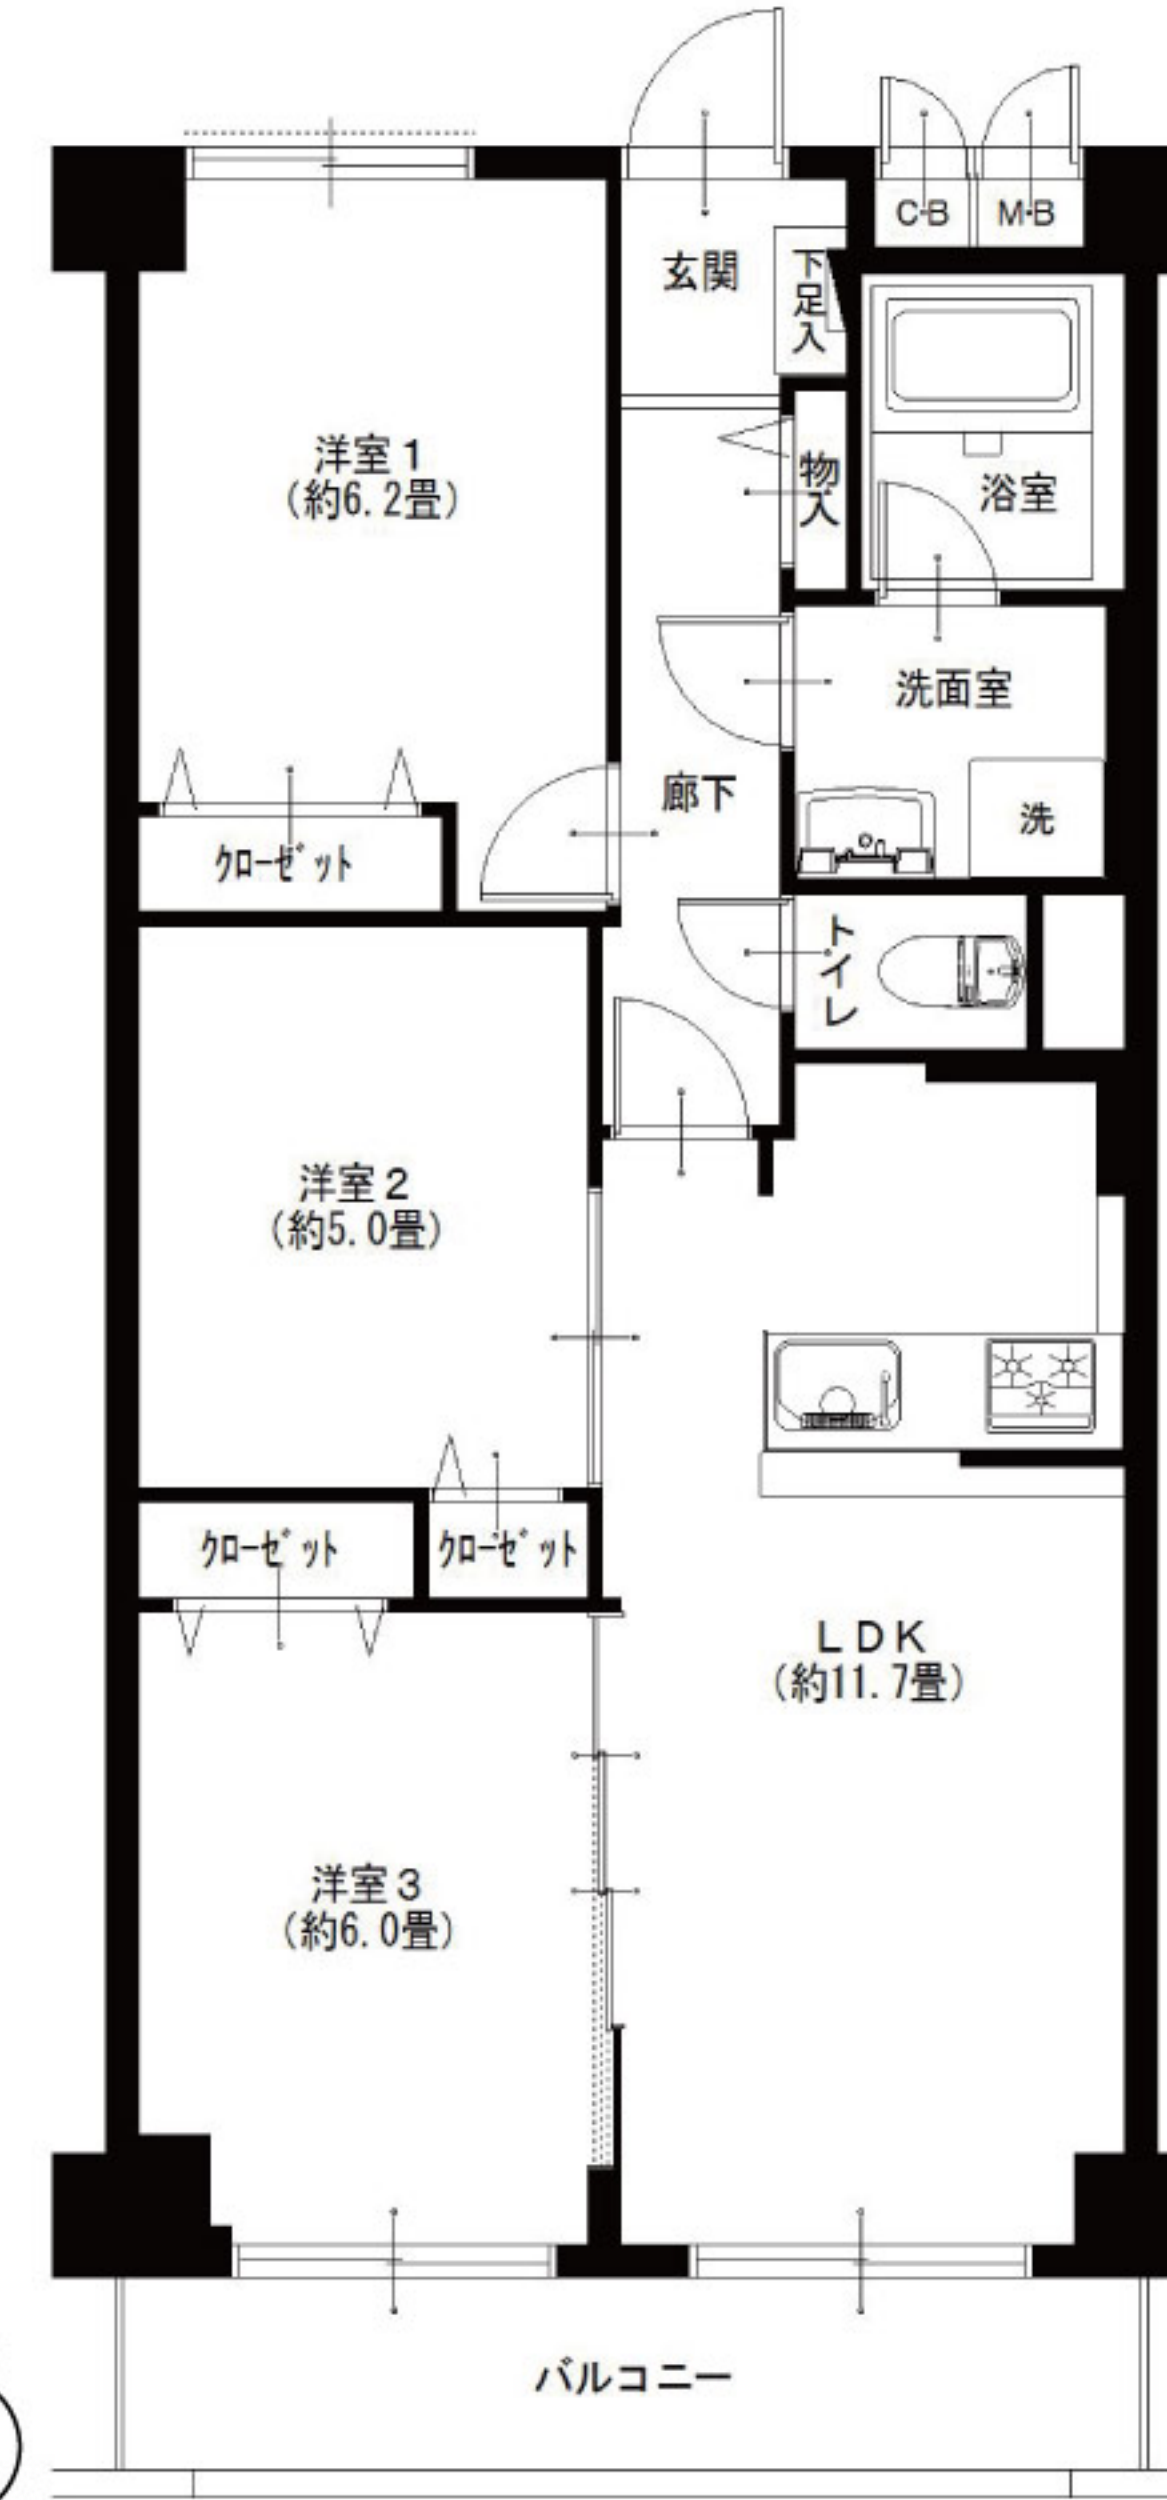 C·B
M·B
玄関
下足入
洋室1
(約6.2畳)
物入
浴室
洗面室
廊下
洗
クローゼット
トイレ
洋室2
(約5.0畳)
クローゼット
クローゼット
LDK
(約11.7畳)
洋室3
(約6.0畳)
バルコニー